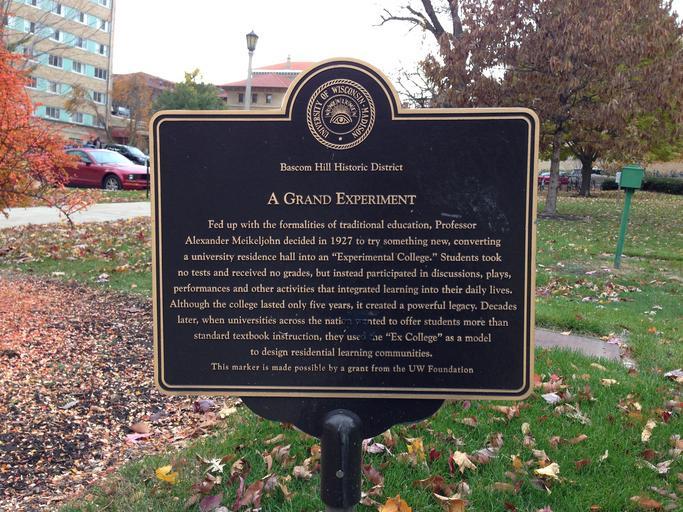 UNIVERSITY OF WISCONSIN-MADISON
Bascom Hill Historic District
A GRAND EXPERIMENT
Fed up with the formalities of traditional education, Professor
Alexander Meikeljohn decided in 1927 to try something new, converting
a university residence hall into an "Experimental College." Students took
no tests and received no grades, but instead participated in discussions, plays,
performances and other activities that integrated learning into their daily lives.
Although the college lasted only five years, it created a powerful legacy. Decades
later, when universities across the nation wanted to offer students more than
standard textbook instruction, they used the "Ex College" as a model
to design residential learning communities.
This marker is made possible by a grant from the UW Foundation